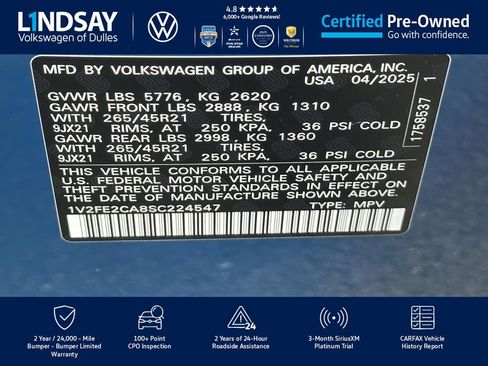 LINDSAY
Volkswagen of Dulles
4.8 ★★★★★
6,000+ Google Reviews!
Certified Pre-Owned
Go with confidence.
MFD BY VOLKSWAGEN GROUP OF AMERICA, INC.
USA 04/2025
GVWR LBS 5776, KG 2620
GAWR FRONT LBS 2888, KG 1310
WITH 265/45R21 TIRES,
9JX21 RIMS, AT 250 KPA, 36 PSI COLD
GAWR REAR LBS 2998, KG 1360
WITH 265/45R21 TIRES,
9JX21 RIMS, AT 250 KPA, 36 PSI COLD
THIS VEHICLE CONFORMS TO ALL APPLICABLE
U.S. FEDERAL MOTOR VEHICLE SAFETY AND
THEFT PREVENTION STANDARDS IN EFFECT ON
THE DATE OF MANUFACTURE SHOWN ABOVE
1V2FE2CA8SC224547 TYPE: MPV
1758537 1
2 Year / 24,000 - Mile
Bumper - Bumper Limited
Warranty
100+ Point
CPO Inspection
24
2 Years of 24-Hour
Roadside Assistance
3-Month SiriusXM
Platinum Trial
CARFAX Vehicle
History Report